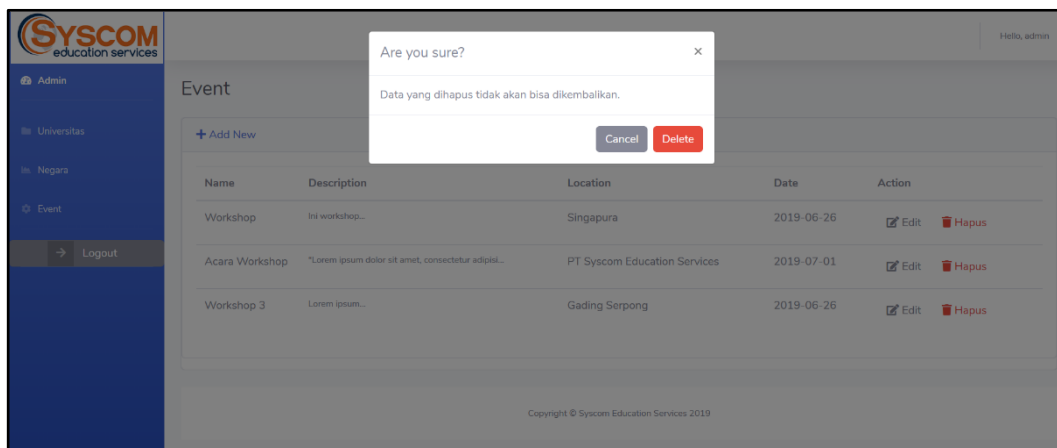 SYSCOM
education services
Hello, admin
Are you sure?
×
Data yang dihapus tidak akan bisa dikembalikan.
Cancel Delete
Admin
Universitas
Negara
Event
Logout
Event
+ Add New
Name Description Location Date Action
Workshop Ini workshop... Singapura 2019-06-26 Edit Hapus
Acara Workshop "Lorem ipsum dolor sit amet, consectetur adipisi... PT Syscom Education Services 2019-07-01 Edit Hapus
Workshop 3 Lorem ipsum... Gading Serpong 2019-06-26 Edit Hapus
Copyright © Syscom Education Services 2019